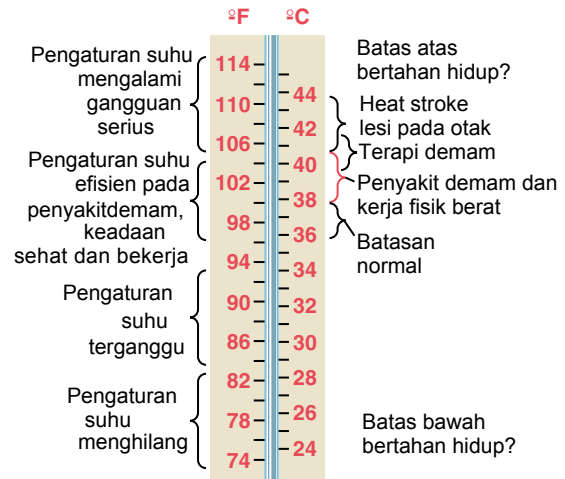 ºF ºC
Pengaturan suhu
mengalami
gangguan
serius
Pengaturan suhu
efisien pada
penyakitdemam,
keadaan
sehat dan bekerja
Pengaturan
suhu
terganggu
Pengaturan
suhu
menghilang
114
110
106
102
98
94
90
86
82
78
74
44
42
40
38
36
34
32
30
28
26
24
Batas atas
bertahan hidup?
Heat stroke
lesi pada otak
Terapi demam
Penyakit demam dan
kerja fisik berat
Batasan
normal
Batas bawah
bertahan hidup?